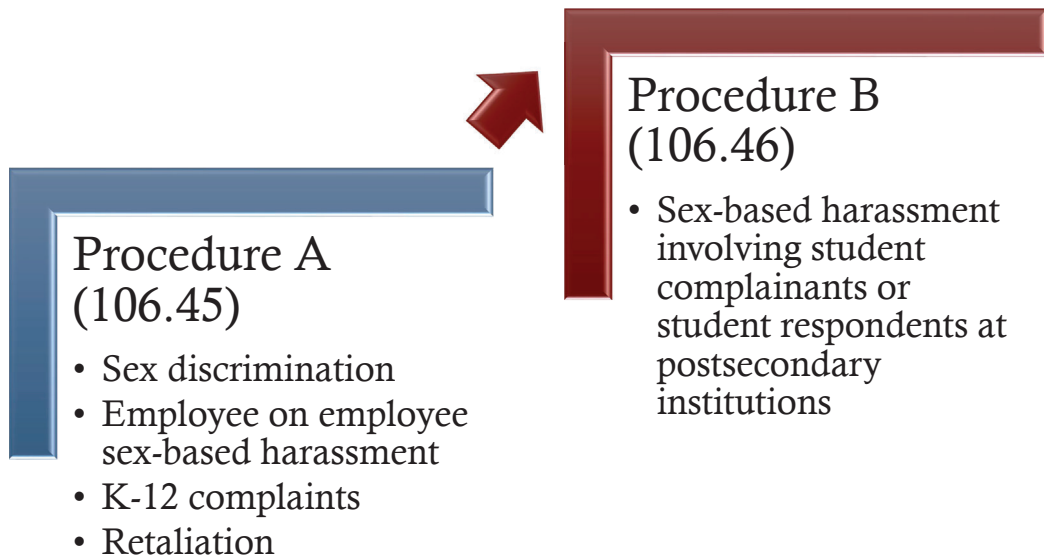 Procedure A
(106.45)
• Sex discrimination
• Employee on employee
sex-based harassment
• K-12 complaints
• Retaliation
Procedure B
(106.46)
• Sex-based harassment
involving student
complainants or
student respondents at
postsecondary
institutions